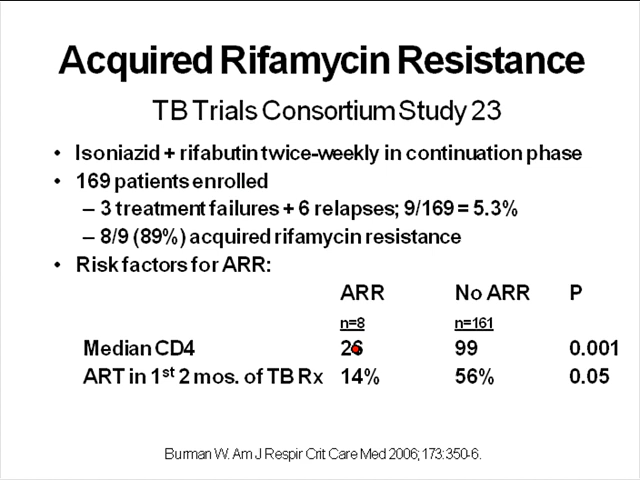 Acquired Rifamycin Resistance
TB Trials Consortium Study 23
• Isoniazid + rifabutin twice-weekly in continuation phase
• 169 patients enrolled
– 3 treatment failures + 6 relapses; 9/169 = 5.3%
– 8/9 (89%) acquired rifamycin resistance
• Risk factors for ARR:
ARR No ARR P
n=8 n=161
Median CD4 26 99 0.001
ART in 1st 2 mos. of TB Rx 14% 56% 0.05
Burman W. Am J Respir Crit Care Med 2006; 173:350-6.